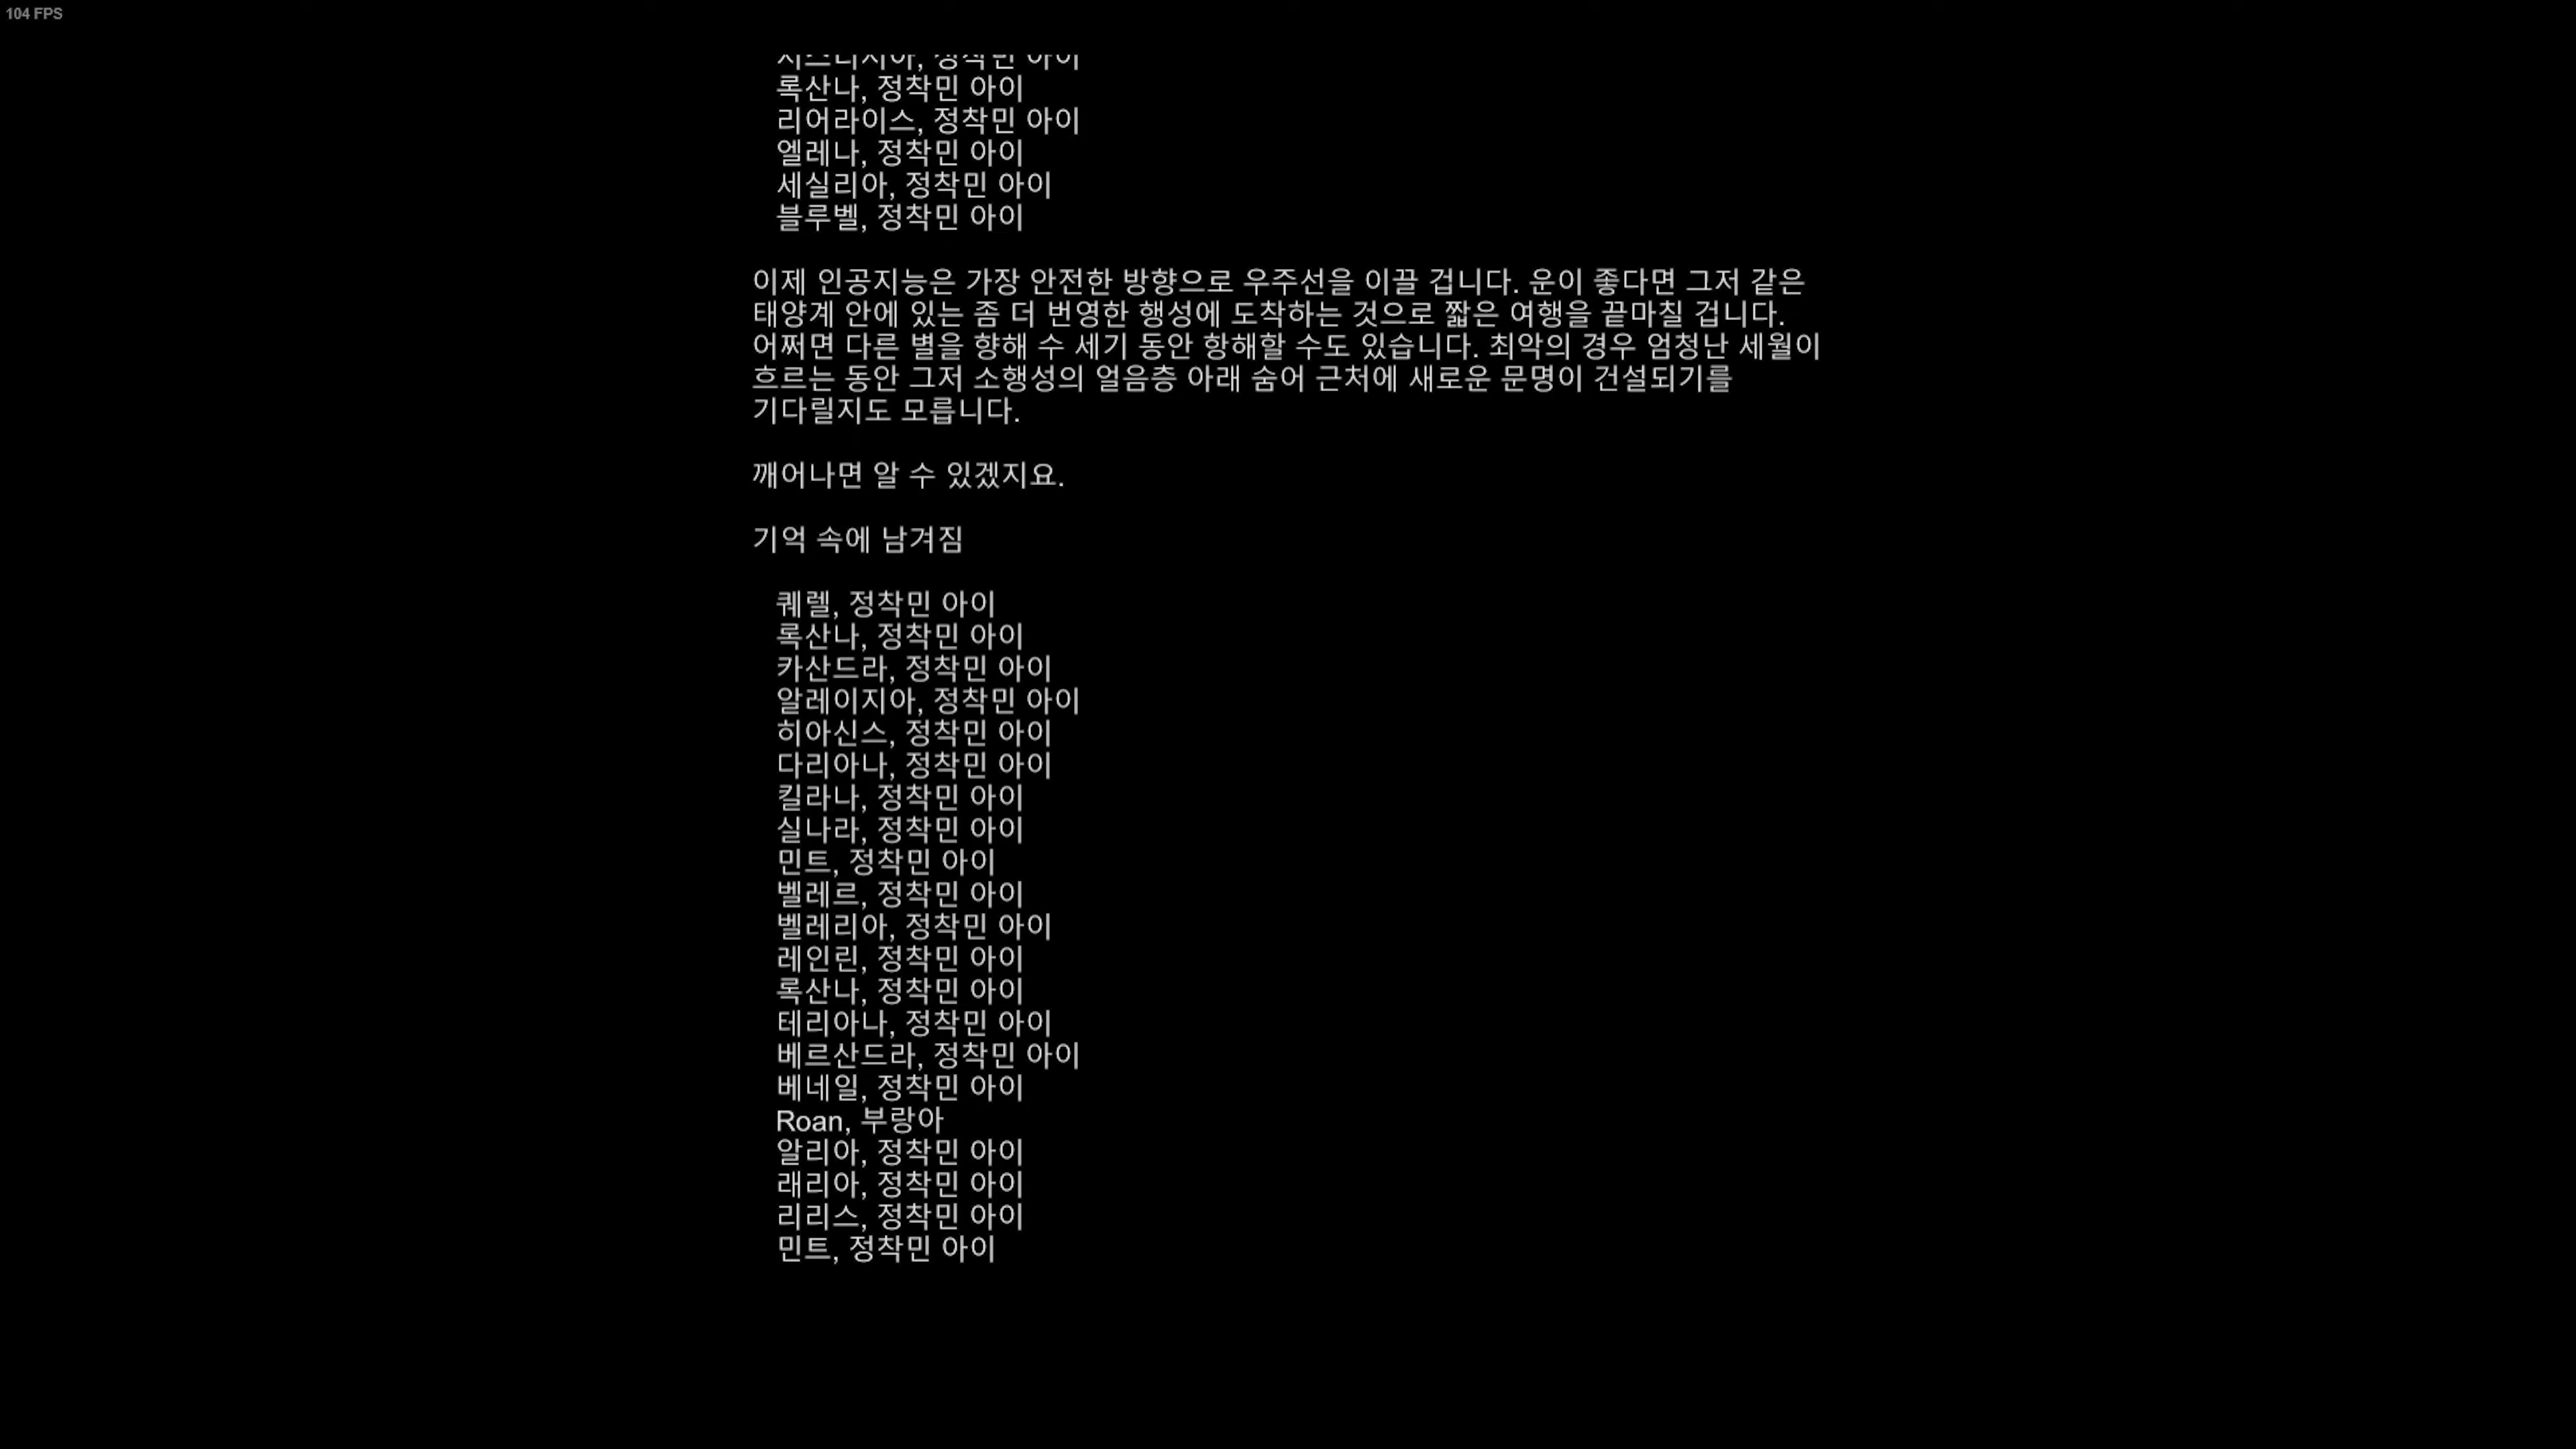 104 FPS
정착민 아이
록산나, 정착민 아이
리어라이스, 정착민 아이
엘레나, 정착민 아이
세실리아, 정착민 아이
블루벨, 정착민 아이
이제 인공지능은 가장 안전한 방향으로 우주선을 이끌 겁니다. 운이 좋다면 그저 같은
태양계 안에 있는 좀 더 번영한 행성에 도착하는 것으로 짧은 여행을 끝마칠 겁니다.
어쩌면 다른 별을 향해 수 세기 동안 항해할 수도 있습니다. 최악의 경우 엄청난 세월이
흐르는 동안 그저 소행성의 얼음층 아래 숨어 근처에 새로운 문명이 건설되기를
기다릴지도 모릅니다.
깨어나면 알 수 있겠지요.
기억 속에 남겨짐
퀘렐, 정착민 아이
록산나, 정착민 아이
카산드라, 정착민 아이
알레이지아, 정착민 아이
히아신스, 정착민 아이
다리아나, 정착민 아이
킬라나, 정착민 아이
실나라, 정착민 아이
민트, 정착민 아이
벨레르, 정착민 아이
벨레리아, 정착민 아이
레인린, 정착민 아이
록산나, 정착민 아이
테리아나, 정착민 아이
베르산드라, 정착민 아이
베네일, 정착민 아이
Roan, 부랑아
알리아, 정착민 아이
래리아, 정착민 아이
리리스, 정착민 아이
민트, 정착민 아이